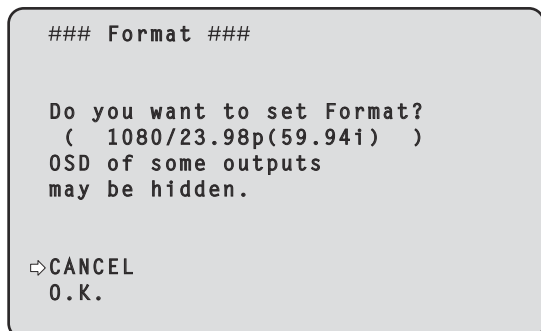 ### Format ###
Do you want to set Format?
( 1080/23.98p(59.94i) )
OSD of some outputs
may be hidden.
⇨CANCEL
O.K.